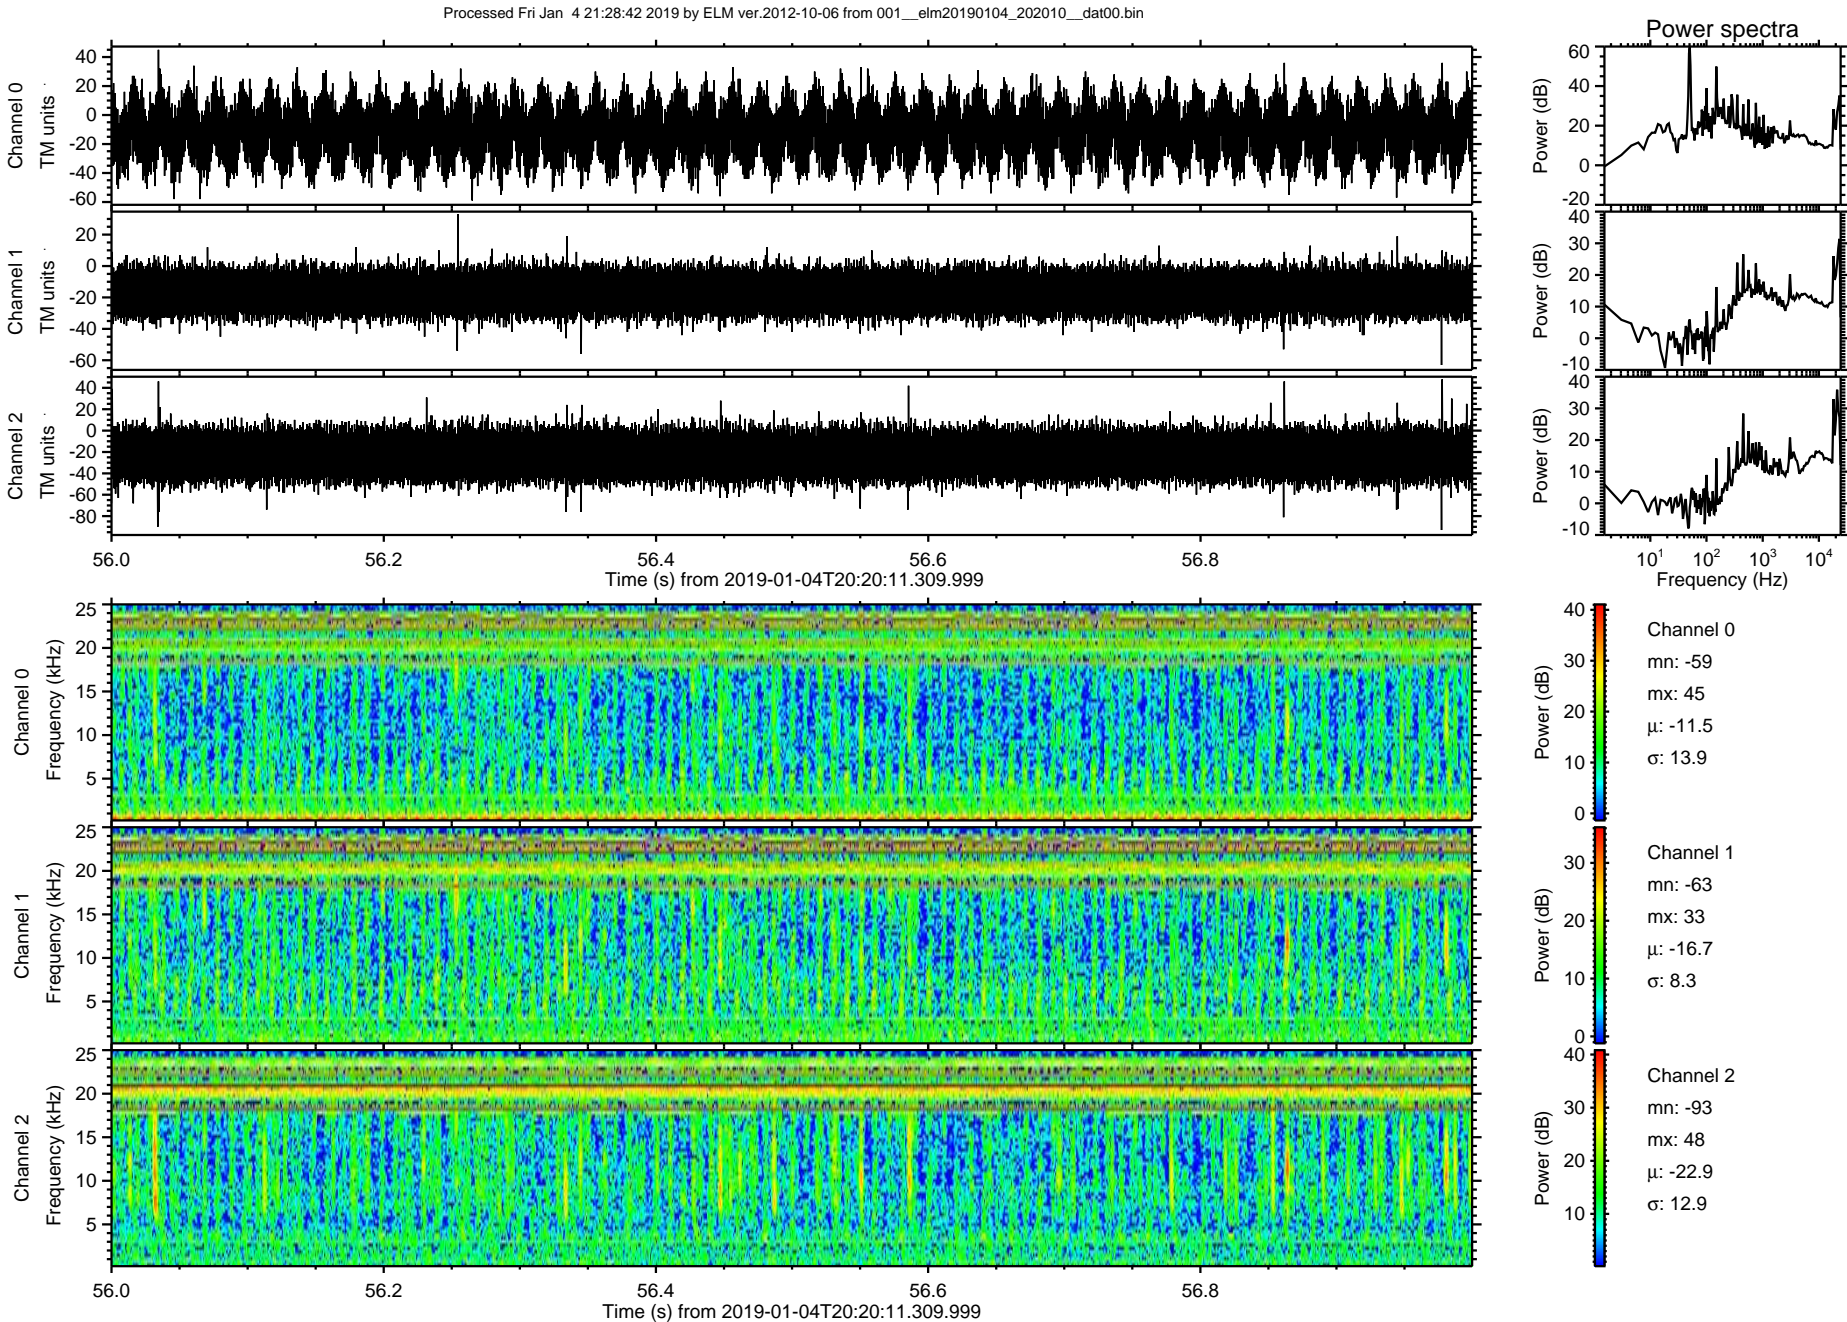 Processed Fri Jan  4 21:28:42 2019 by ELM ver.2012-10-06 from 001__elm20190104_202010__dat00.bin
Power spectra
Channel 0
TM units
40
20
0
-20
-40
-60
Power (dB)
60
40
20
0
-20
Channel 1
TM units
20
0
-20
-40
-60
Power (dB)
40
30
20
10
0
-10
Channel 2
TM units
40
20
0
-20
-40
-60
-80
Power (dB)
40
30
20
10
0
-10
56.0 56.2 56.4 56.6 56.8
Time (s) from 2019-01-04T20:20:11.309.999
10¹ 10² 10³ 10⁴
Frequency (Hz)
Channel 0
Frequency (kHz)
25
20
15
10
5
Power (dB)
40
30
20
10
0
Channel 0
mn: -59
mx: 45
μ: -11.5
σ: 13.9
Channel 1
Frequency (kHz)
25
20
15
10
5
Power (dB)
30
20
10
0
Channel 1
mn: -63
mx: 33
μ: -16.7
σ: 8.3
Channel 2
Frequency (kHz)
25
20
15
10
5
Power (dB)
40
30
20
10
Channel 2
mn: -93
mx: 48
μ: -22.9
σ: 12.9
56.0 56.2 56.4 56.6 56.8
Time (s) from 2019-01-04T20:20:11.309.999